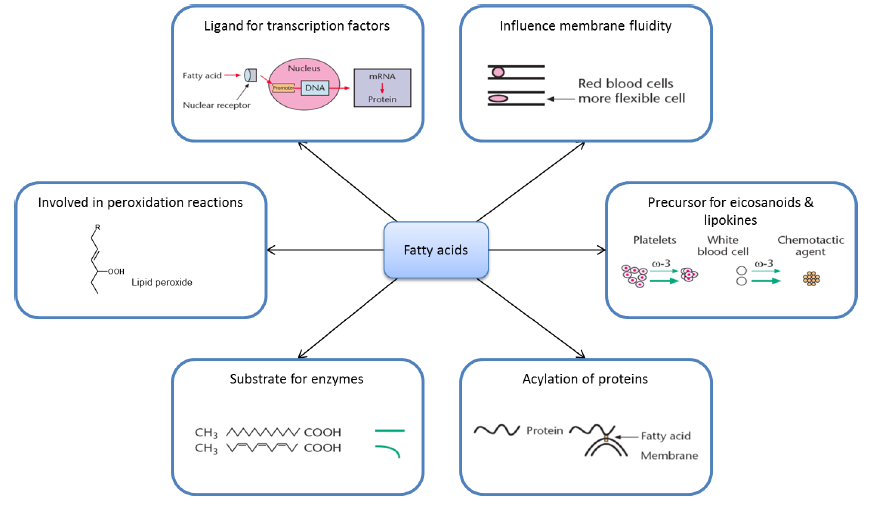 Ligand for transcription factors
Fatty acid
Nuclear receptor
Nucleus
Promoter
DNA
mRNA
Protein
Influence membrane fluidity
Red blood cells
more flexible cell
Involved in peroxidation reactions
R
OOH
Lipid peroxide
Fatty acids
Precursor for eicosanoids &
lipokines
Platelets
White
blood cell
Chemotactic
agent
ω-3
ω-3
Substrate for enzymes
CH3 COOH
CH3 COOH
Acylation of proteins
Protein
Fatty acid
Membrane